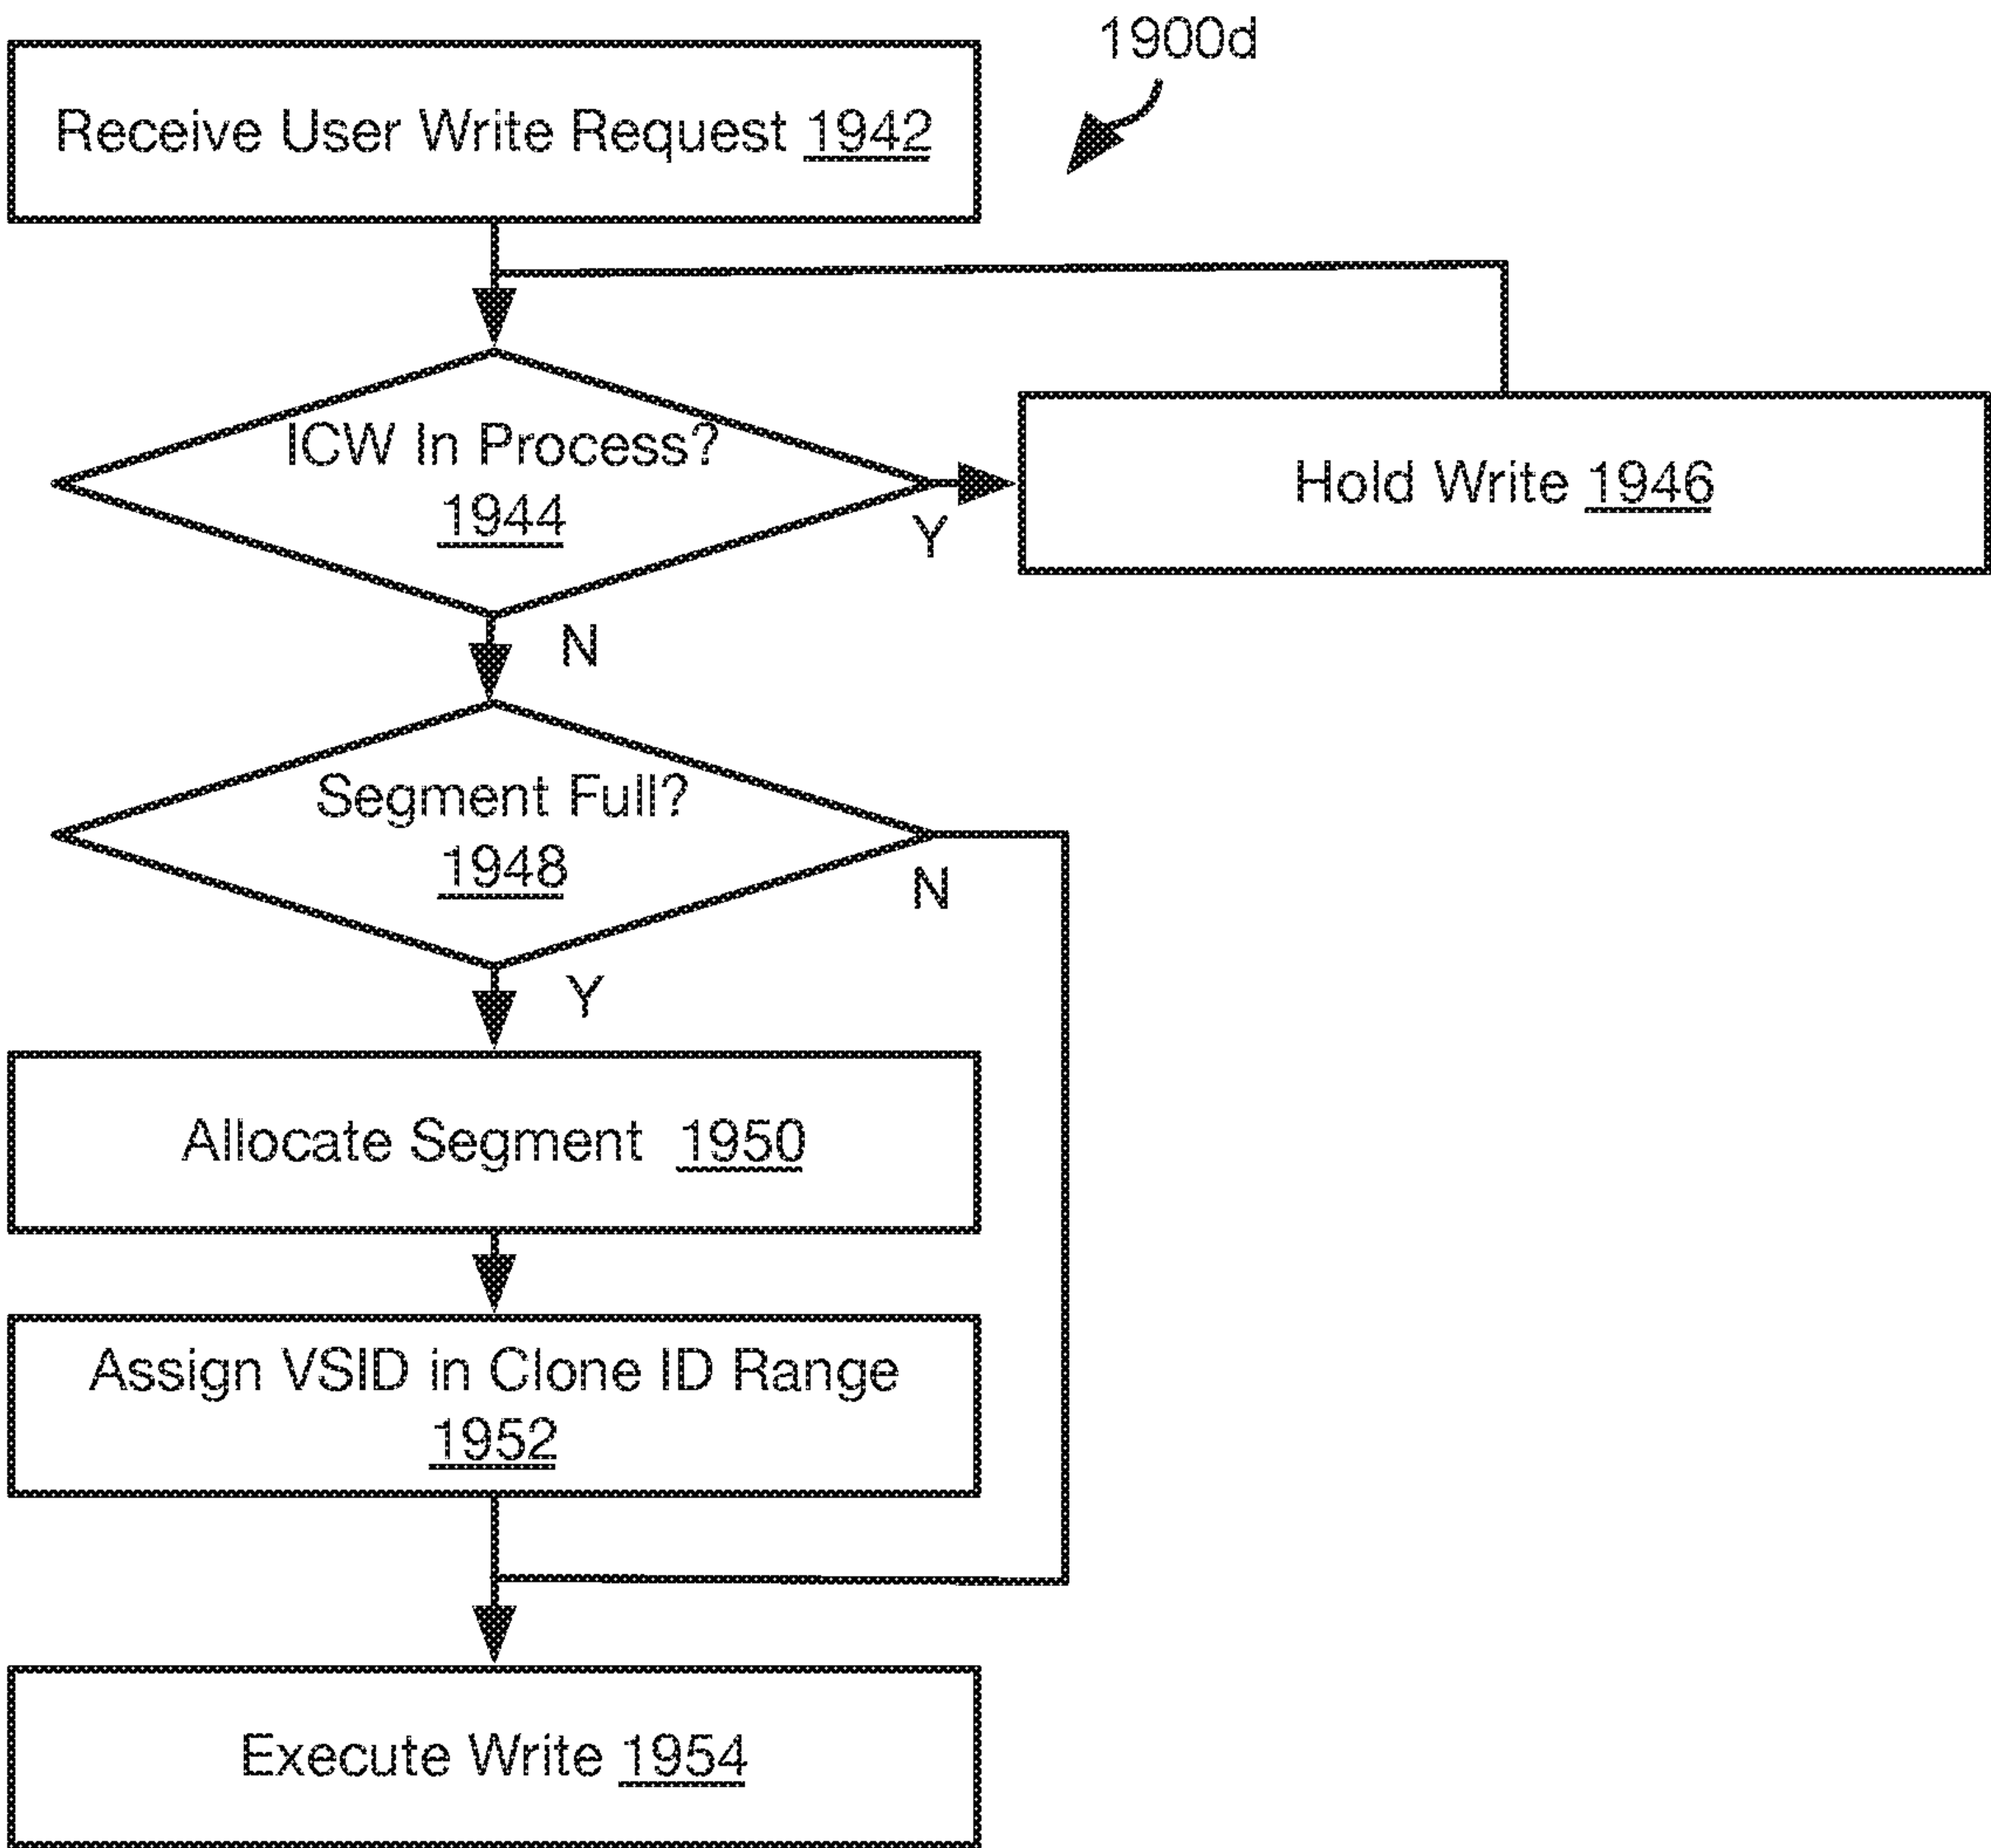 1900d
Receive User Write Request 1942
ICW In Process?
1944
Y
Hold Write 1946
N
Segment Full?
1948
N
Y
Allocate Segment 1950
Assign VSID in Clone ID Range
1952
Execute Write 1954